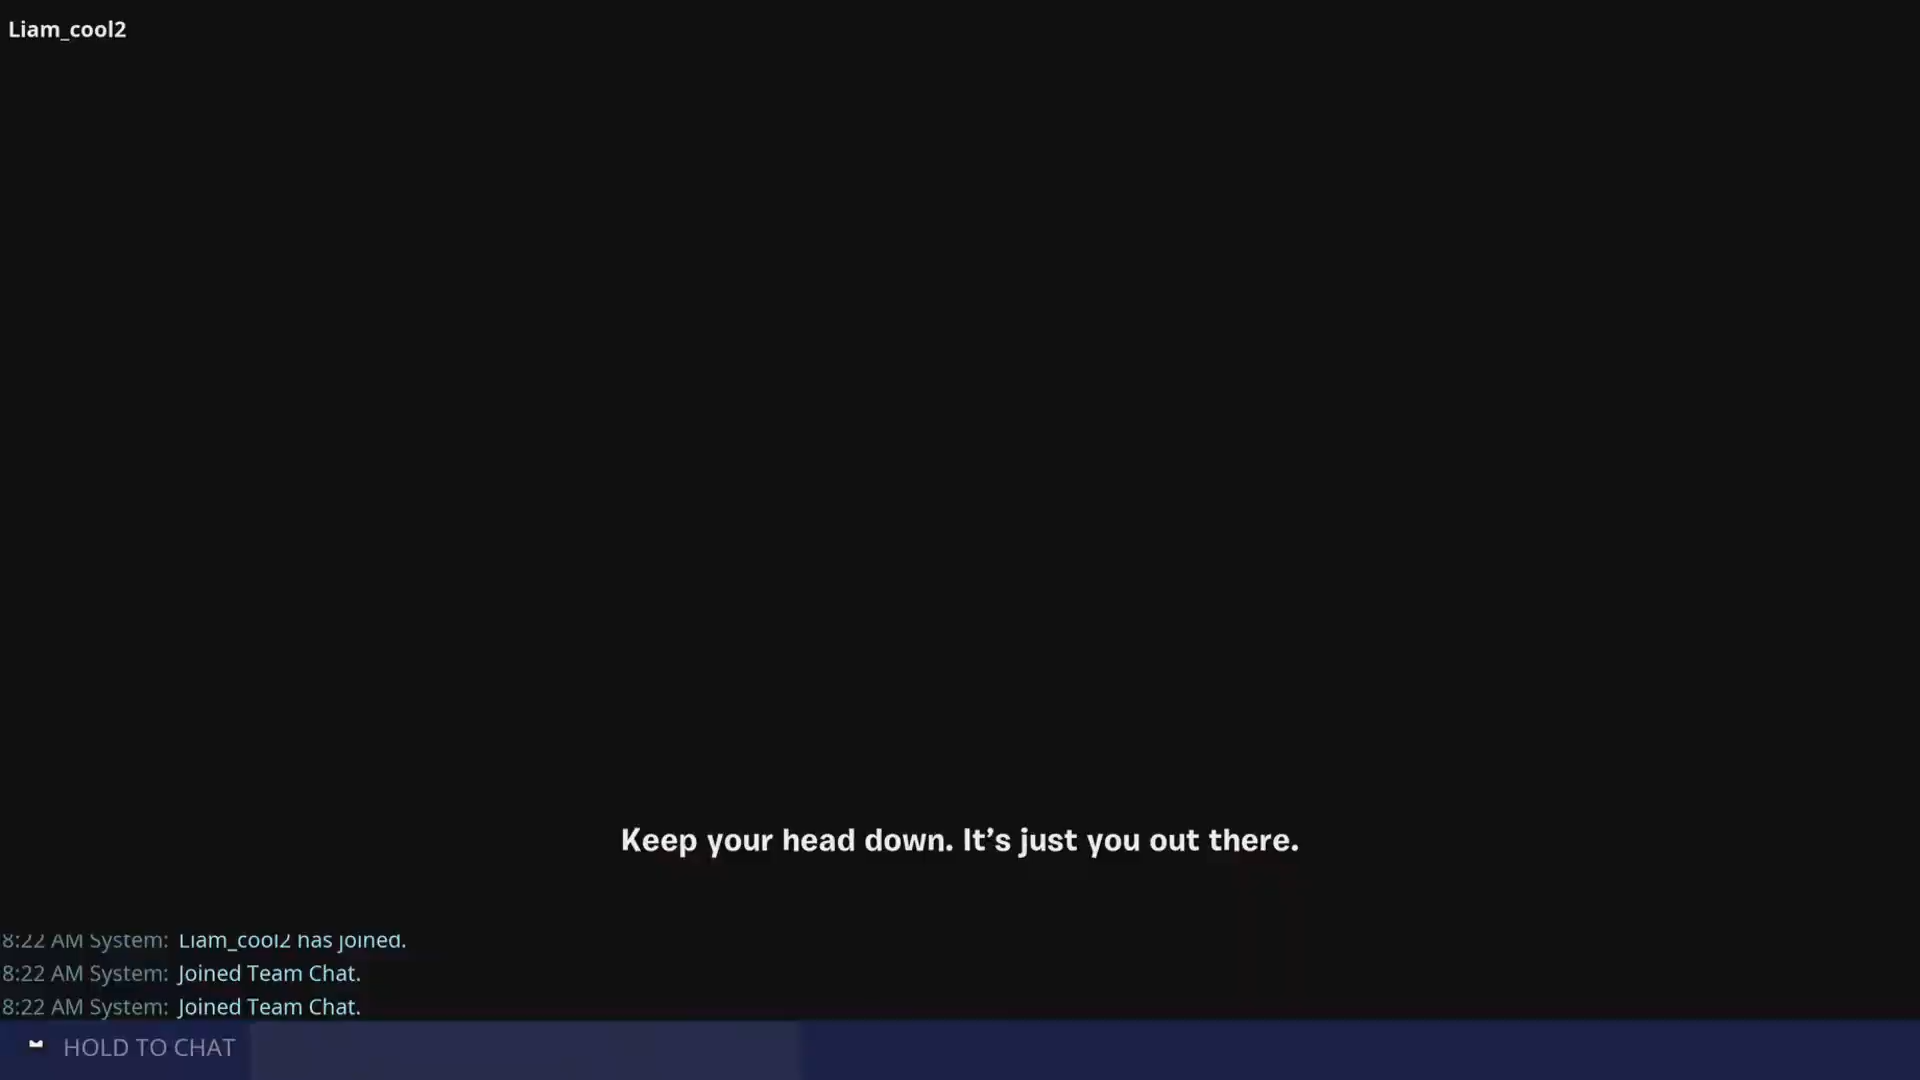 Liam_cool2
Keep your head down. It’s just you out there.
8:22 AM System: Liam_cool2 has joined.
8:22 AM System: Joined Team Chat.
8:22 AM System: Joined Team Chat.
HOLD TO CHAT